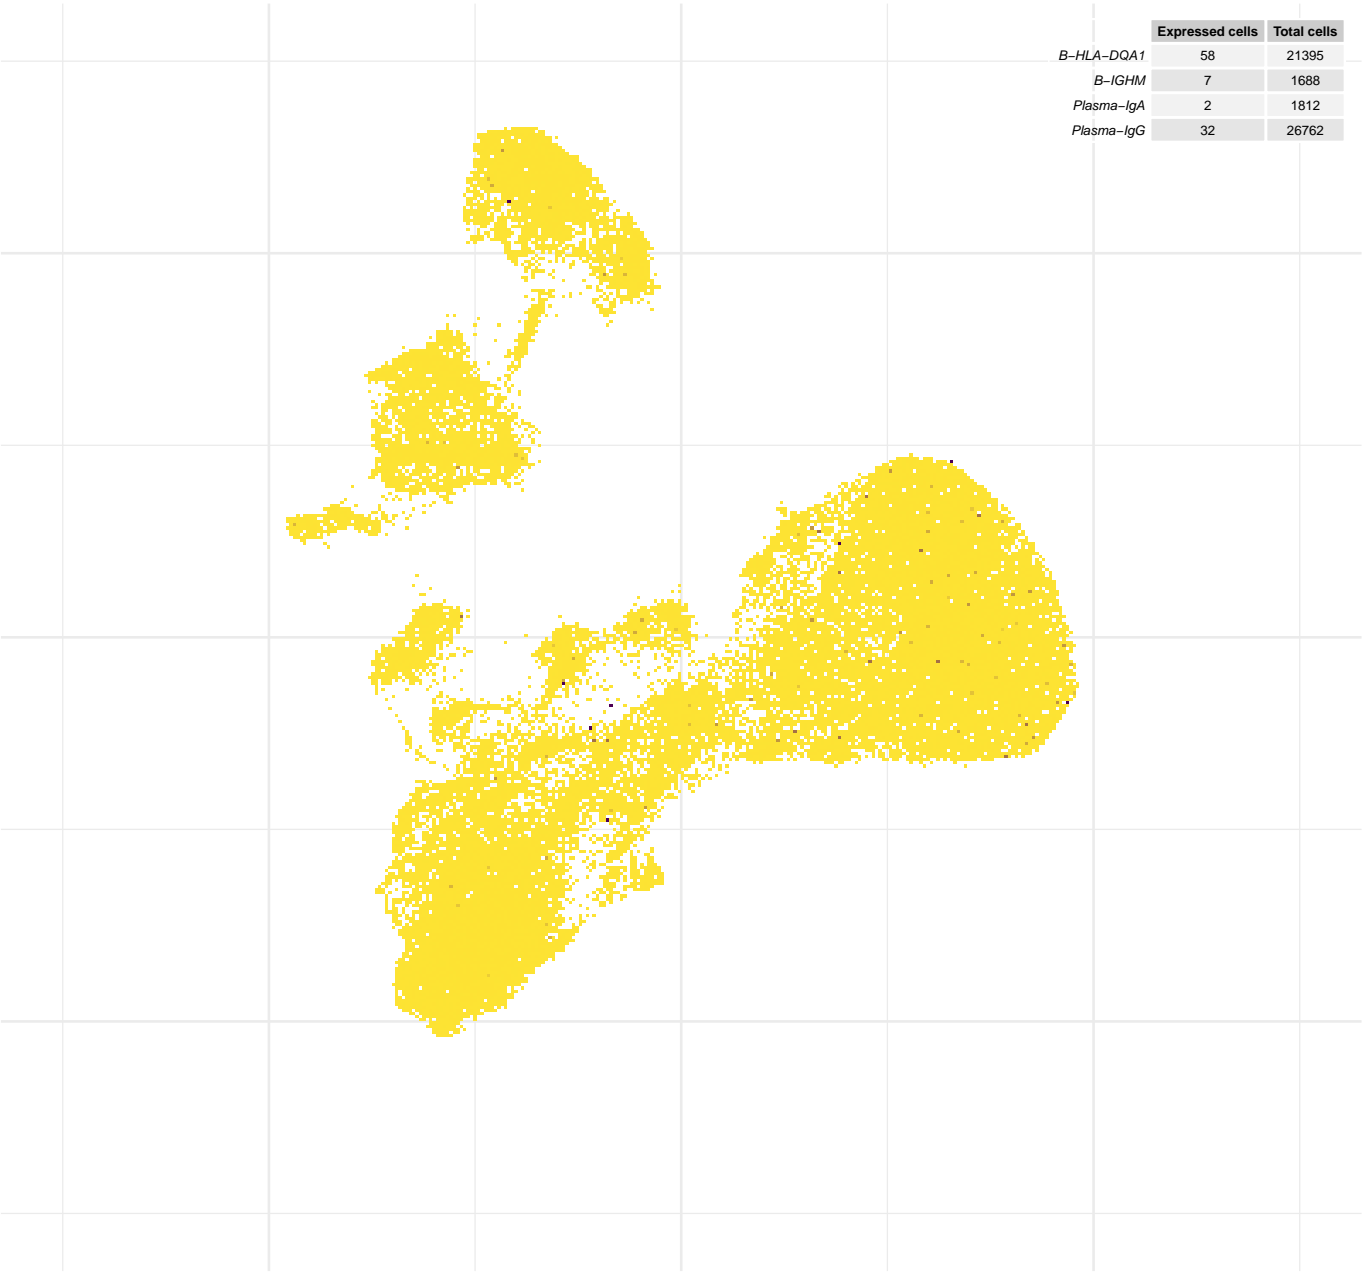 Expressed cells Total cells
B−HLA−DQA1 58 21395
B−IGHM 7 1688
Plasma−IgA 2 1812
Plasma−IgG 32 26762